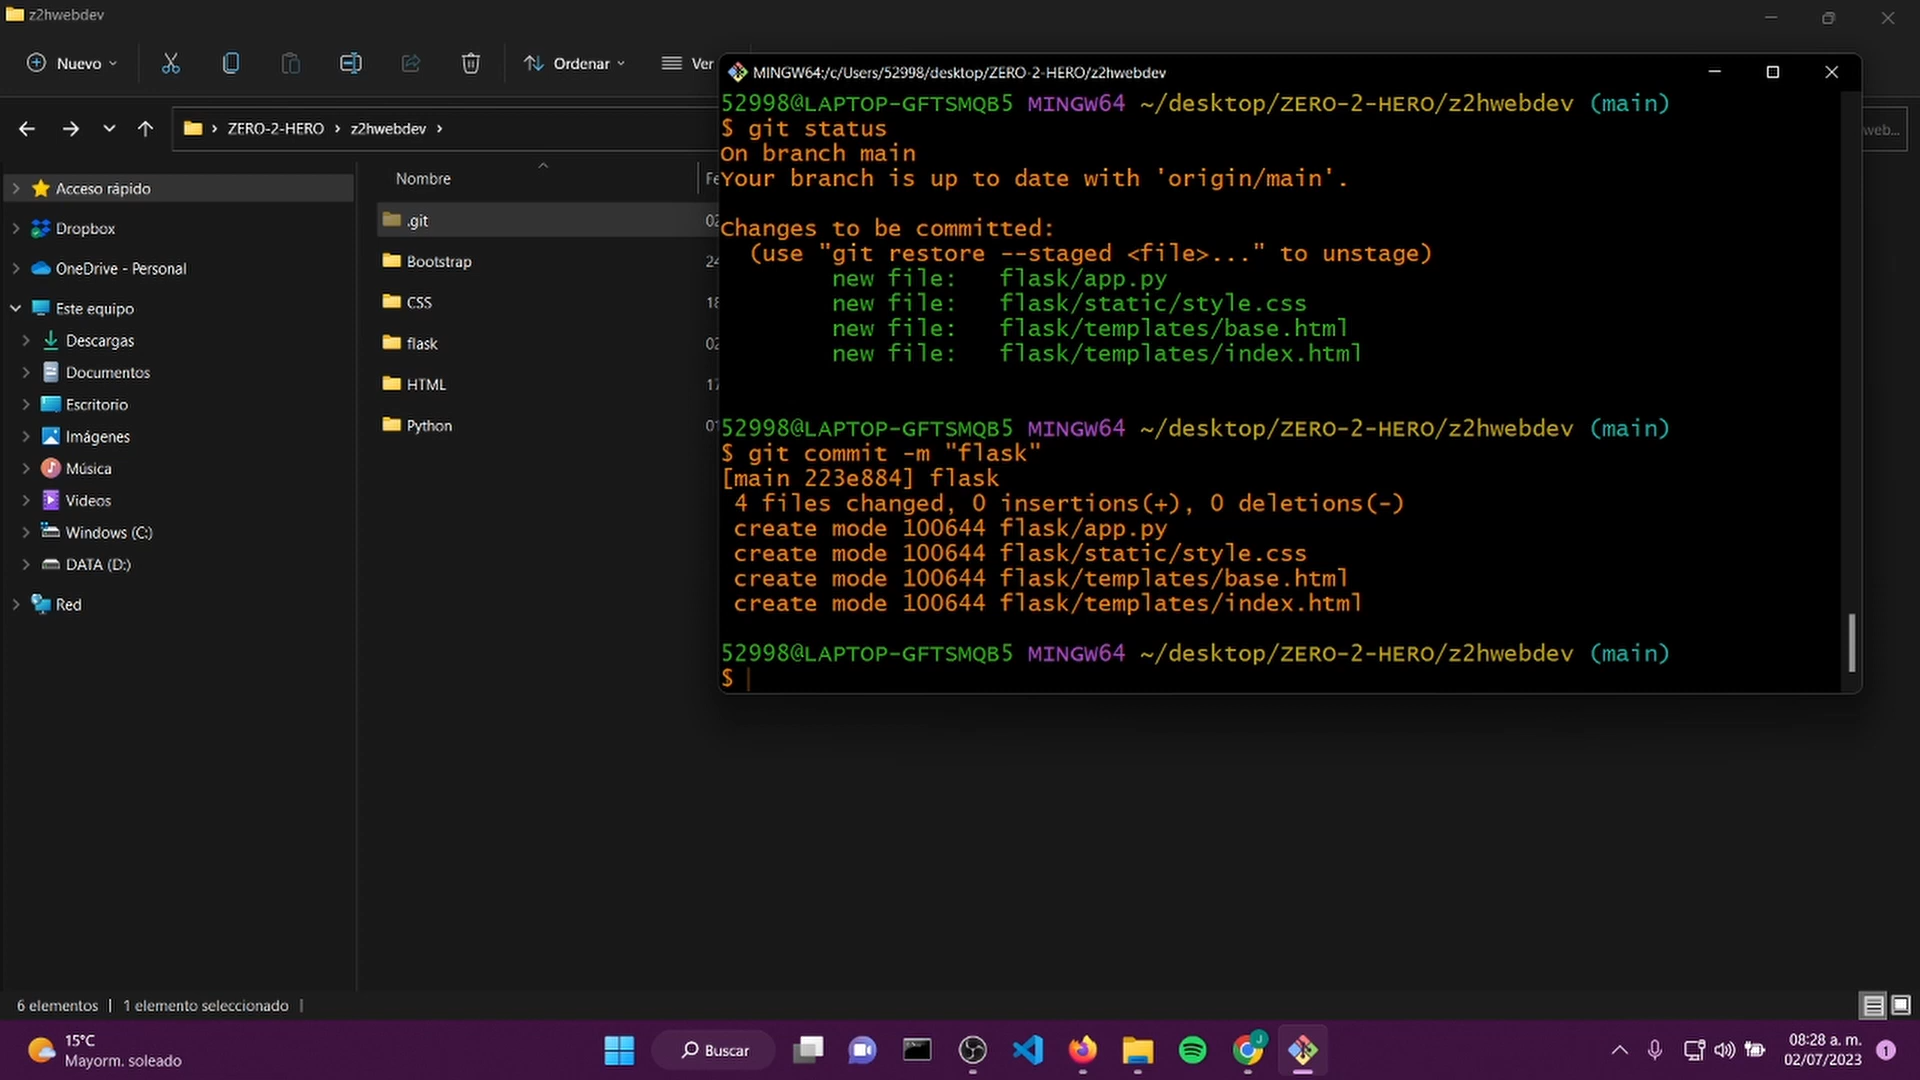 z2hwebdev
Nuevo
Ordenar
Ver
ZERO-2-HERO
z2hwebdev
web...
Acceso rápido
Dropbox
OneDrive - Personal
Este equipo
Descargas
Documentos
Escritorio
Imágenes
Música
Videos
Windows (C:)
DATA (D:)
Red
Nombre
Fe
.git 02
Bootstrap 24
CSS 18
flask 02
HTML 17
Python 01
MINGW64:/c/Users/52998/desktop/ZERO-2-HERO/z2hwebdev
52998@LAPTOP-GFTSMQB5 MINGW64 ~/desktop/ZERO-2-HERO/z2hwebdev (main)
$ git status
On branch main
Your branch is up to date with 'origin/main'.
Changes to be committed:
(use "git restore --staged <file>..." to unstage)
new file: flask/app.py
new file: flask/static/style.css
new file: flask/templates/base.html
new file: flask/templates/index.html
52998@LAPTOP-GFTSMQB5 MINGW64 ~/desktop/ZERO-2-HERO/z2hwebdev (main)
$ git commit -m "flask"
[main 223e884] flask
4 files changed, 0 insertions(+), 0 deletions(-)
create mode 100644 flask/app.py
create mode 100644 flask/static/style.css
create mode 100644 flask/templates/base.html
create mode 100644 flask/templates/index.html
52998@LAPTOP-GFTSMQB5 MINGW64 ~/desktop/ZERO-2-HERO/z2hwebdev (main)
$
6 elementos | 1 elemento seleccionado |
15°C
Mayorm. soleado
Buscar
J
08:28 a. m.
02/07/2023
1